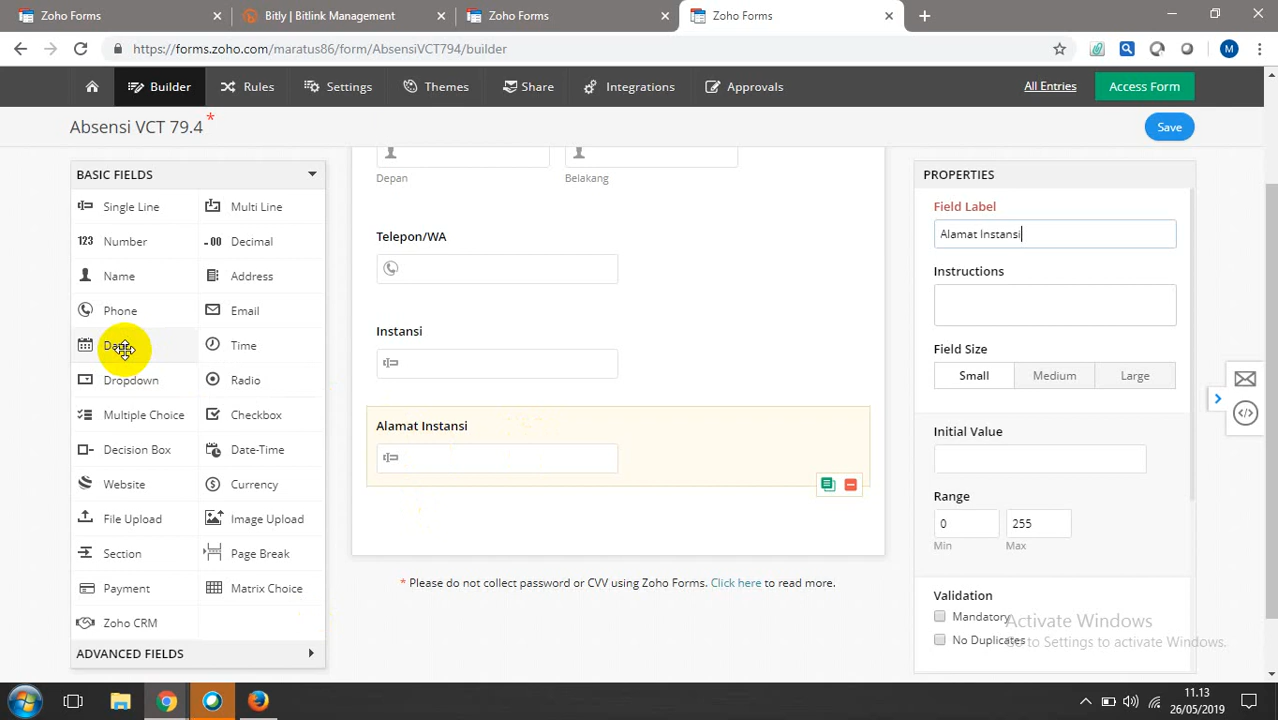 Zoho Forms
Bitly | Bitlink Management
Zoho Forms
Zoho Forms
https://forms.zoho.com/maratus86/form/AbsensiVCT794/builder
M
Builder
Rules
Settings
Themes
Share
Integrations
Approvals
All Entries
Access Form
Absensi VCT 79.4 *
Save
BASIC FIELDS
Single Line
Multi Line
123 Number
.00 Decimal
Name
Address
Phone
Email
Date
Time
Dropdown
Radio
Multiple Choice
Checkbox
Decision Box
Date-Time
Website
Currency
File Upload
Image Upload
Section
Page Break
Payment
Matrix Choice
Zoho CRM
ADVANCED FIELDS
Depan
Belakang
Telepon/WA
Instansi
Alamat Instansi
* Please do not collect password or CVV using Zoho Forms. Click here to read more.
PROPERTIES
Field Label
Alamat Instansi
Instructions
Field Size
Small
Medium
Large
Initial Value
Range
0
255
Min
Max
Validation
Mandatory
No Duplicates
Activate Windows
Go to Settings to activate Windows.
11.13
26/05/2019